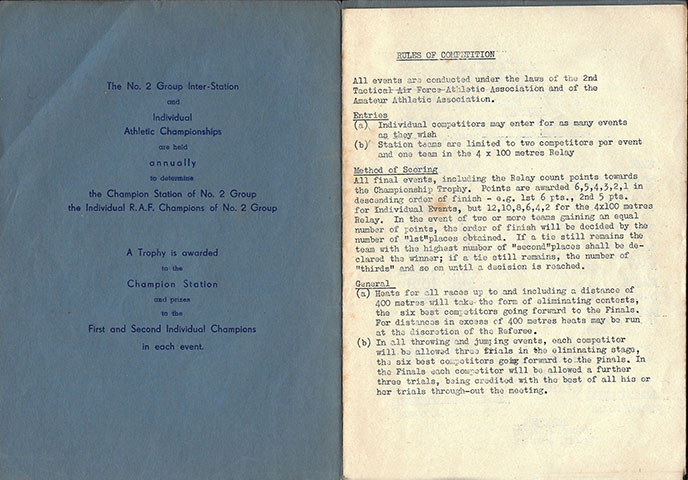 The No. 2 Group Inter-Station
and
Individual
Athletic Championships
are held
annually
to determine
the Champion Station of No. 2 Group
the Individual R.A.F. Champions of No. 2 Group
A Trophy is awarded
to the
Champion Station
and prizes
to the
First and Second Individual Champions
in each event.
RULES OF COMPETITION
All events are conducted under the laws of the 2nd
Tactical Air Force Athletic Association and of the
Amateur Athletic Association.
Entries
(a) Individual competitors may enter for as many events
as they wish
(b) Station teams are limited to two competitors per event
and one team in the 4 x 100 metres Relay
Method of Scoring
All final events, including the Relay count points towards
the Championship Trophy. Points are awarded 6,5,4,3,2,1 in
descending order of finish - e.g. 1st 6 pts., 2nd 5 pts.
for Individual Events, but 12,10,8,6,4,2 for the 4x100 metres
Relay. In the event of two or more teams gaining an equal
number of points, the order of finish will be decided by the
number of "1st"places obtained. If a tie still remains the
team with the highest number of "second"places shall be de-
clared the winner; if a tie still remains, the number of
"thirds" and so on until a decision is reached.
General
(a) Heats for all races up to and including a distance of
400 metres will take the form of eliminating contests,
the six best competitors going forward to the Finals.
For distances in excess of 400 metres heats may be run
at the discretion of the Referee.
(b) In all throwing and jumping events, each competitor
will be allowed three trials in the eliminating stage,
the six best competitors going forward to the Finals. In
the Finals each competitor will be allowed a further
three trials, being credited with the best of all his or
her trials through-out the meeting.